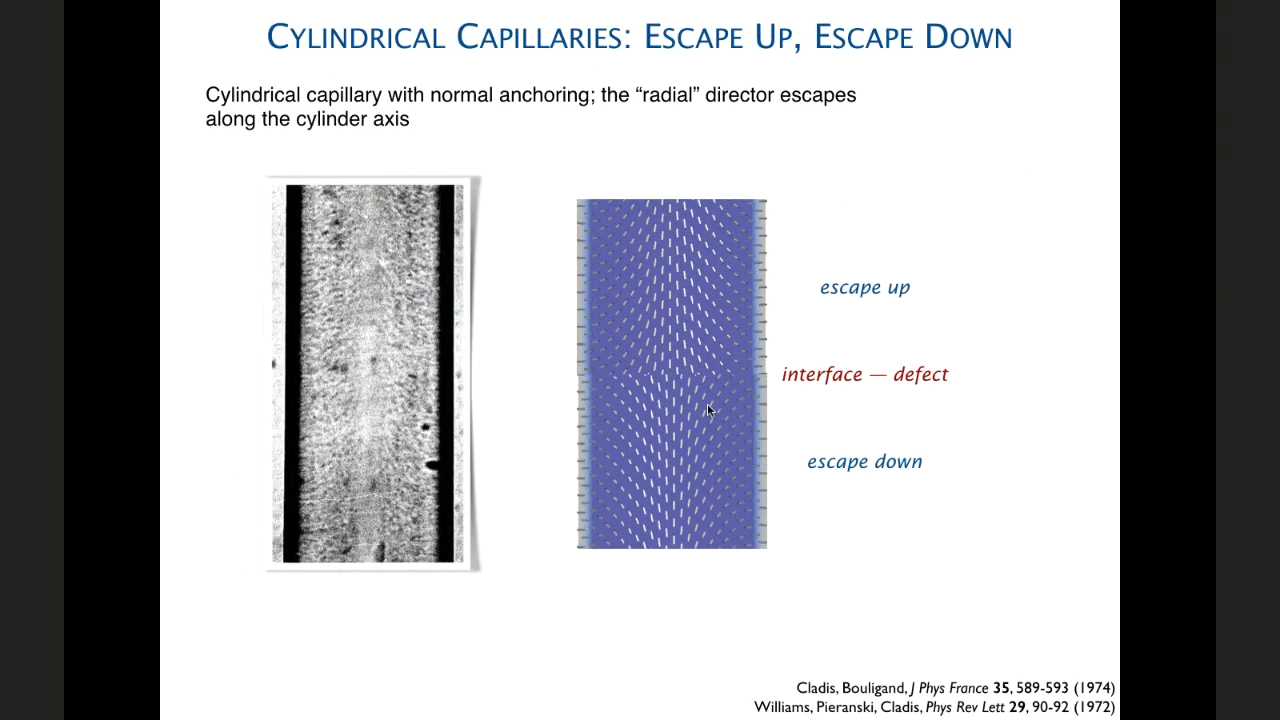 CYLINDRICAL CAPILLARIES: ESCAPE UP, ESCAPE DOWN
Cylindrical capillary with normal anchoring; the “radial” director escapes
along the cylinder axis
escape up
interface — defect
escape down
Cladis, Bouligand, J Phys France 35, 589-593 (1974)
Williams, Pieranski, Cladis, Phys Rev Lett 29, 90-92 (1972)